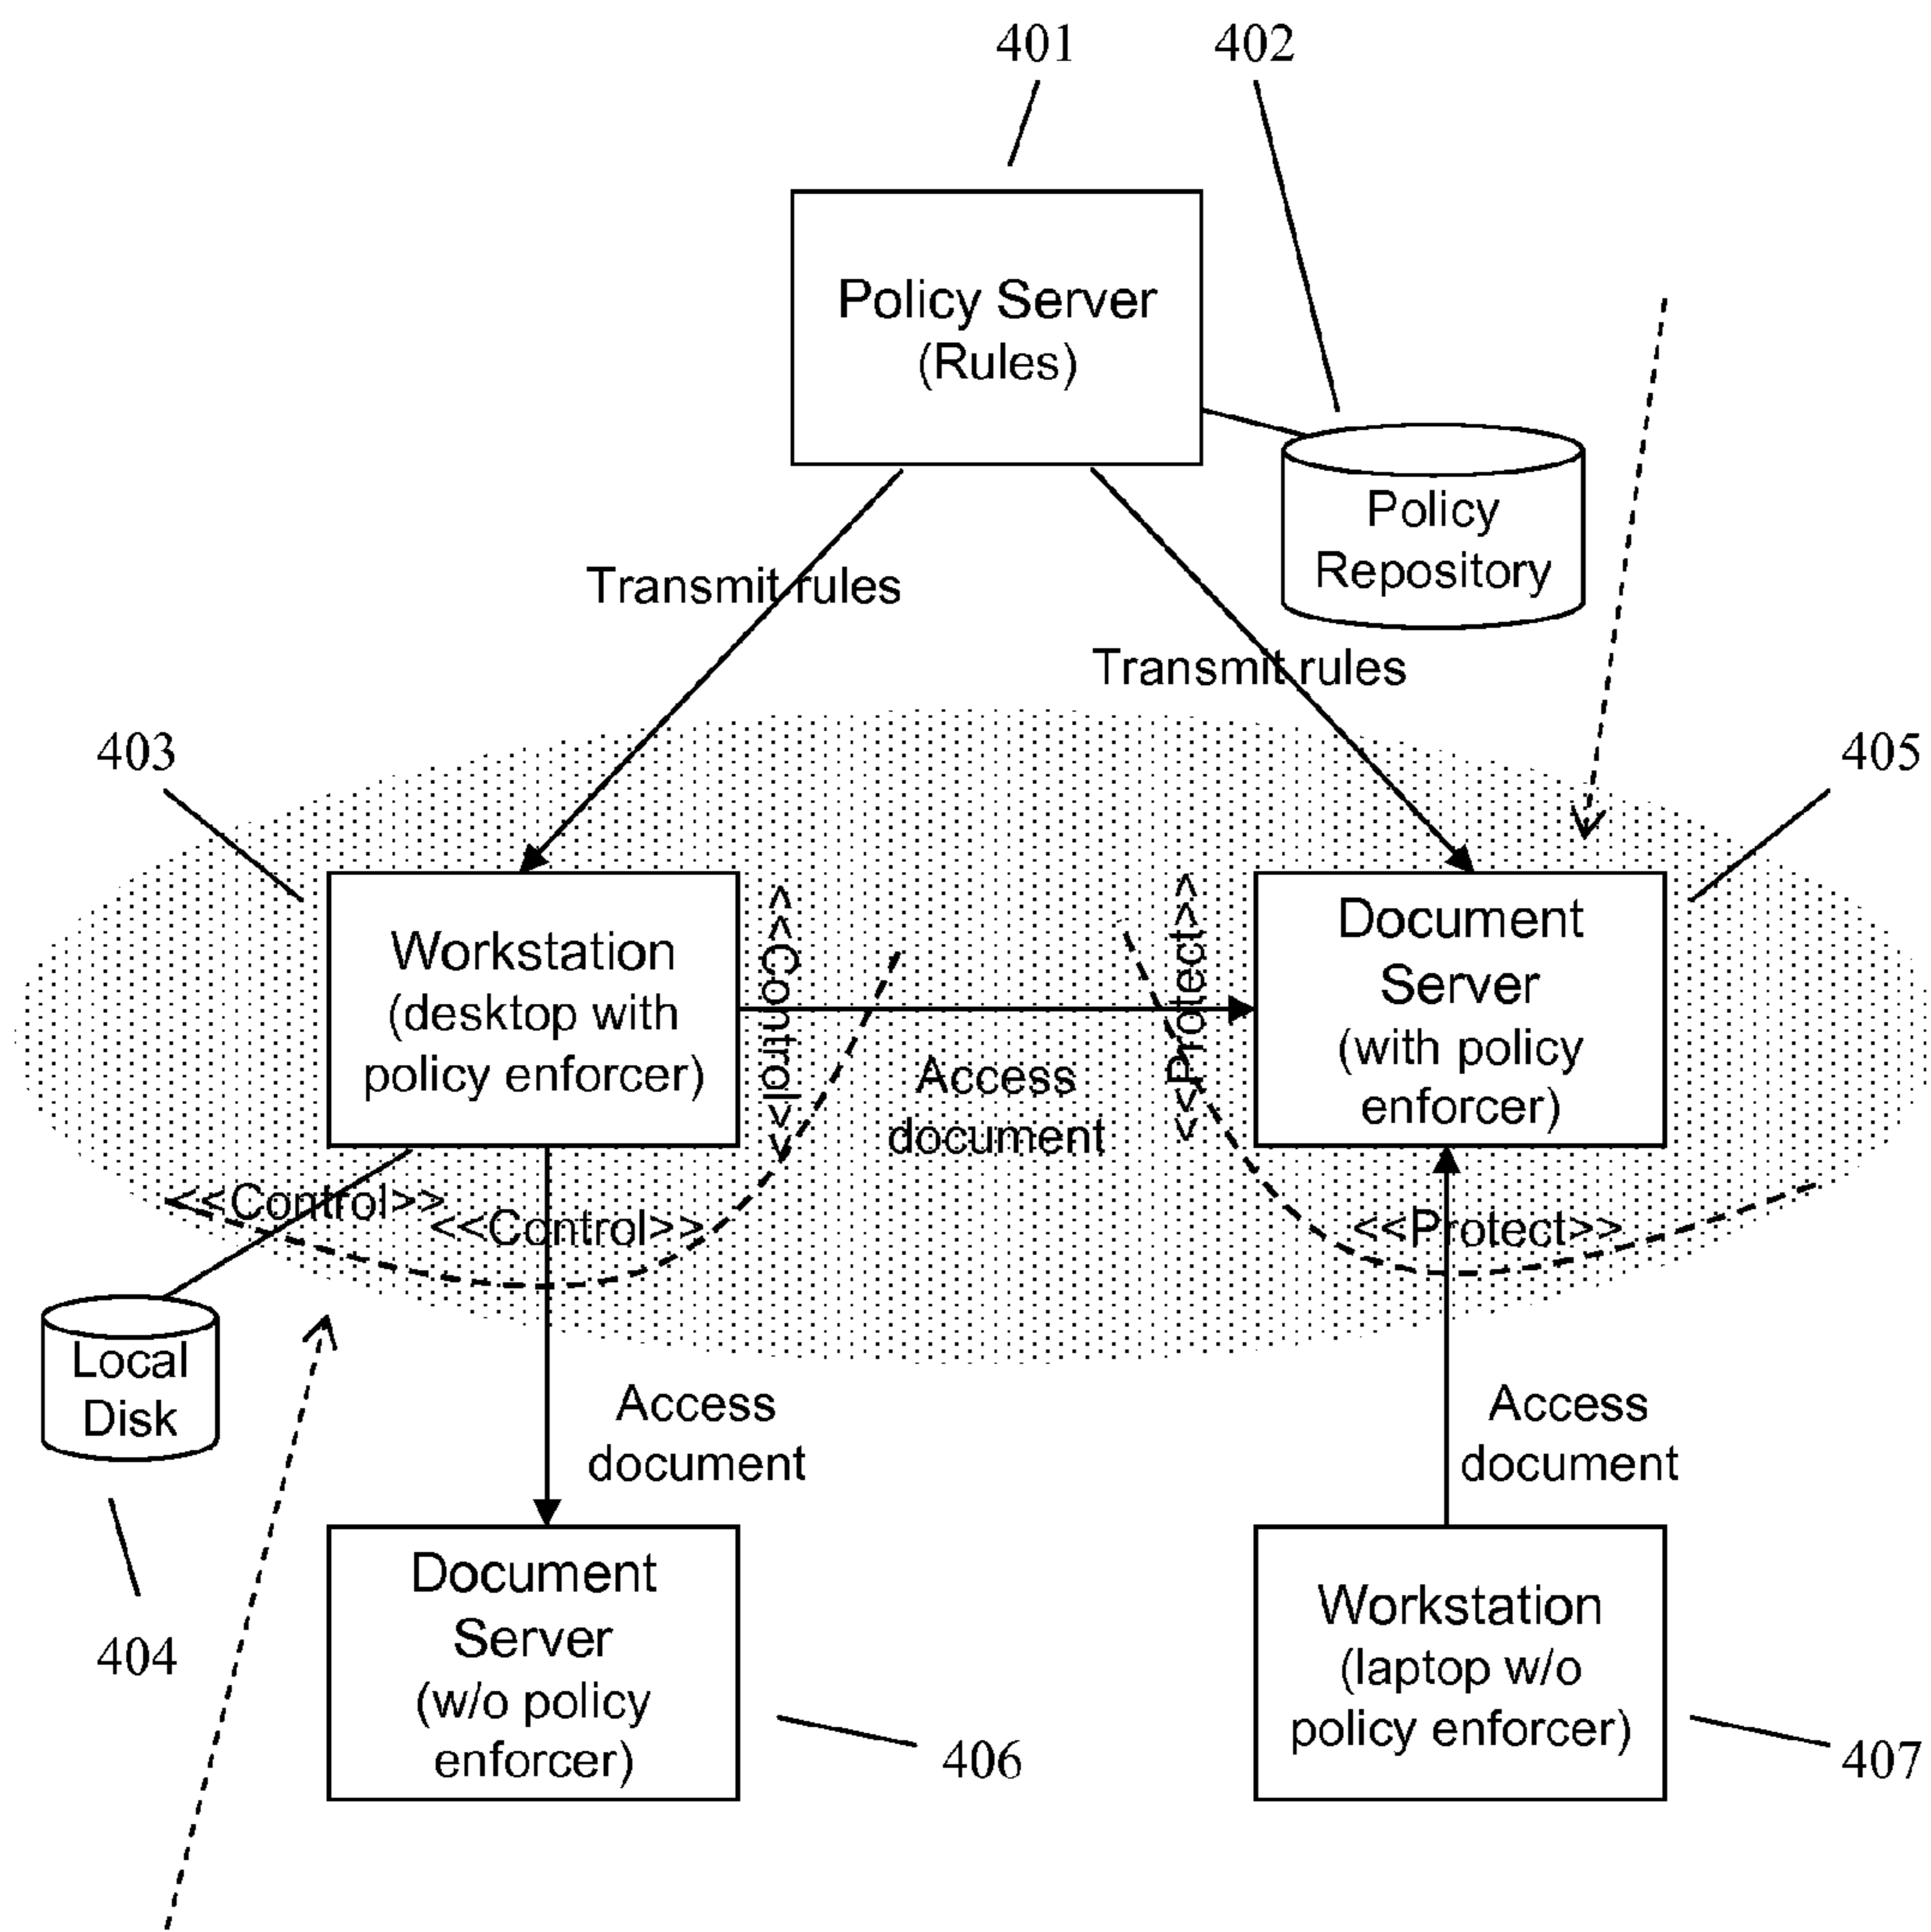 401
402
Policy Server
(Rules)
Policy
Repository
Transmit rules
Transmit rules
403
405
Workstation
(desktop with
policy enforcer)
<<Control>>
Access
document
<<Protect>>
Document
Server
(with policy
enforcer)
<<Control>>
<<Control>>
<<Protect>>
Local
Disk
404
Access
document
Access
document
Document
Server
(w/o policy
enforcer)
406
Workstation
(laptop w/o
policy enforcer)
407